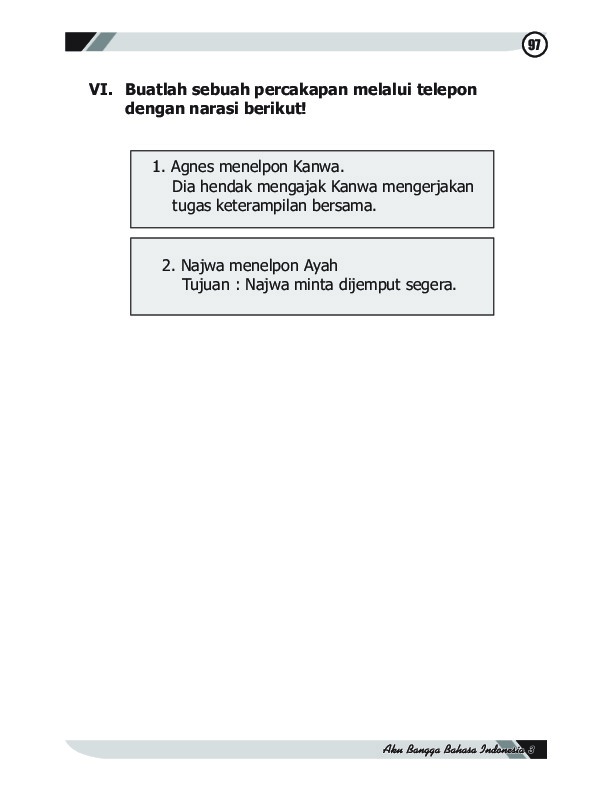 97
VI. Buatlah sebuah percakapan melalui telepon
dengan narasi berikut!
1. Agnes menelpon Kanwa.
Dia hendak mengajak Kanwa mengerjakan
tugas keterampilan bersama.
2. Najwa menelpon Ayah
Tujuan : Najwa minta dijemput segera.
Aku Bangga Bahasa Indonesia 3